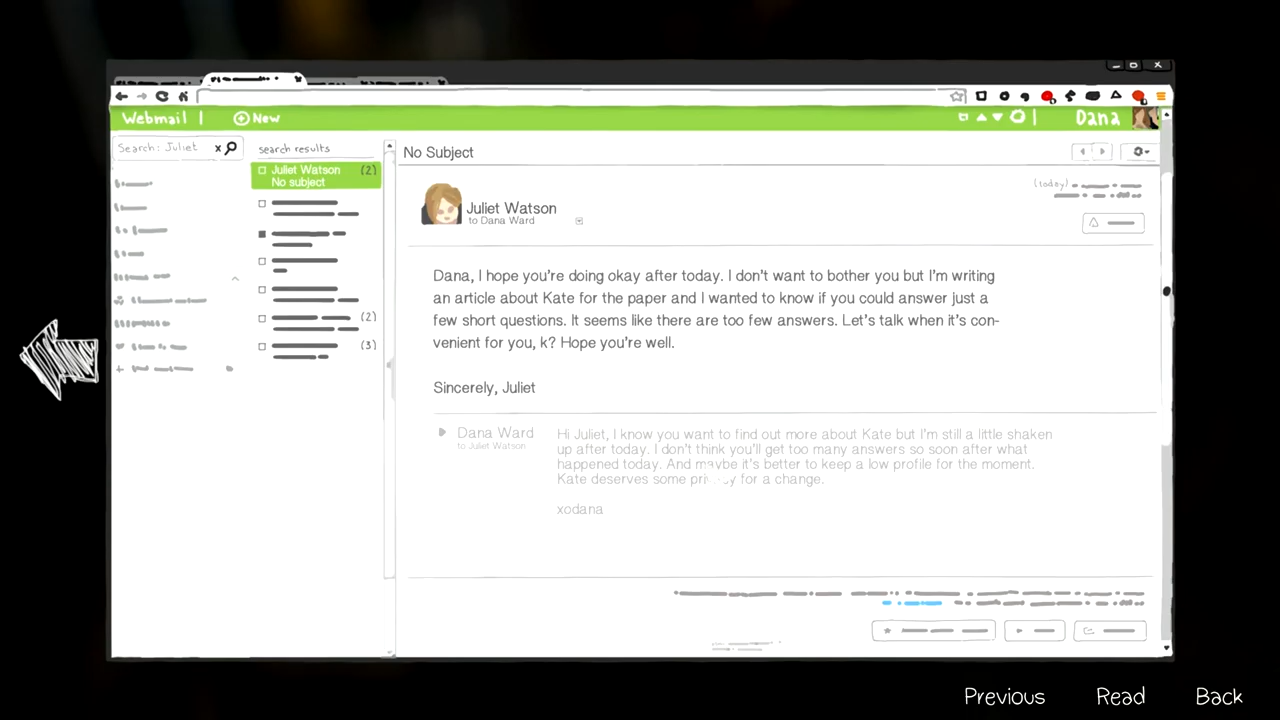 Webmail |
New
Dana
Search: Juliet x
search results
Juliet Watson (2)
No subject
(2)
(3)
No Subject
(today)
Juliet Watson
to Dana Ward
Dana, I hope you're doing okay after today. I don't want to bother you but I'm writing
an article about Kate for the paper and I wanted to know if you could answer just a
few short questions. It seems like there are too few answers. Let's talk when it's con-
venient for you, k? Hope you're well.
Sincerely, Juliet
Dana Ward
to Juliet Watson
Hi Juliet, I know you want to find out more about Kate but I'm still a little shaken
up after today. I don't think you'll get too many answers so soon after what
happened today. And maybe it's better to keep a low profile for the moment.
Kate deserves some privacy for a change.
xodana
Previous
Read
Back